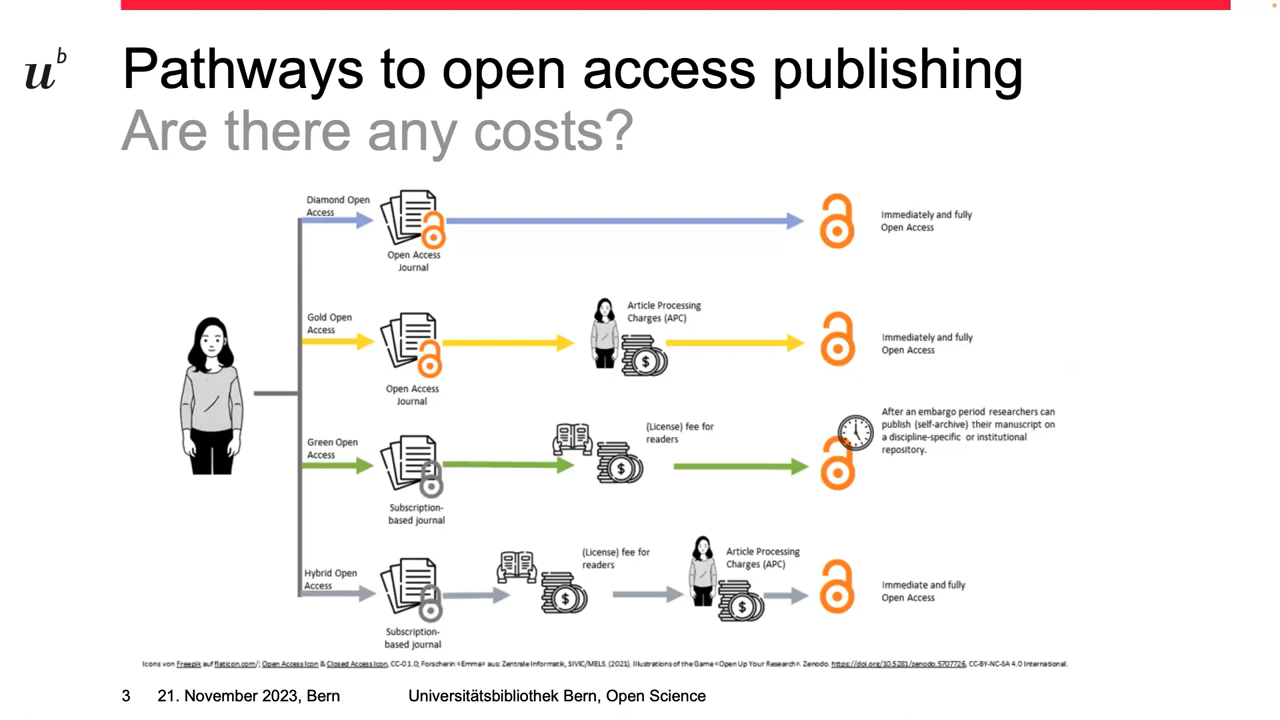 u b
Pathways to open access publishing
Are there any costs?
Diamond Open
Access
Open Access
Journal
Immediately and fully
Open Access
Gold Open
Access
Open Access
Journal
Article Processing
Charges (APC)
$
Immediately and fully
Open Access
Green Open
Access
Subscription-
based journal
(License) fee for
readers
$
After an embargo period researchers can
publish (self-archive) their manuscript on
a discipline-specific or institutional
repository.
Hybrid Open
Access
Subscription-
based journal
(License) fee for
readers
$
Article Processing
Charges (APC)
$
Immediate and fully
Open Access
Icons von Freepik auf flaticon.com/; Open Access Icon & Closed Access Icon, CC-0 1.0; Forscherin «Emma» aus: Zentrale Informatik, SIVIC/MELS. (2021). Illustrations of the Game «Open Up Your Research». Zenodo. https://doi.org/10.5281/zenodo.5707726, CC-BY-NC-SA 4.0 International.
3 21. November 2023, Bern Universitätsbibliothek Bern, Open Science